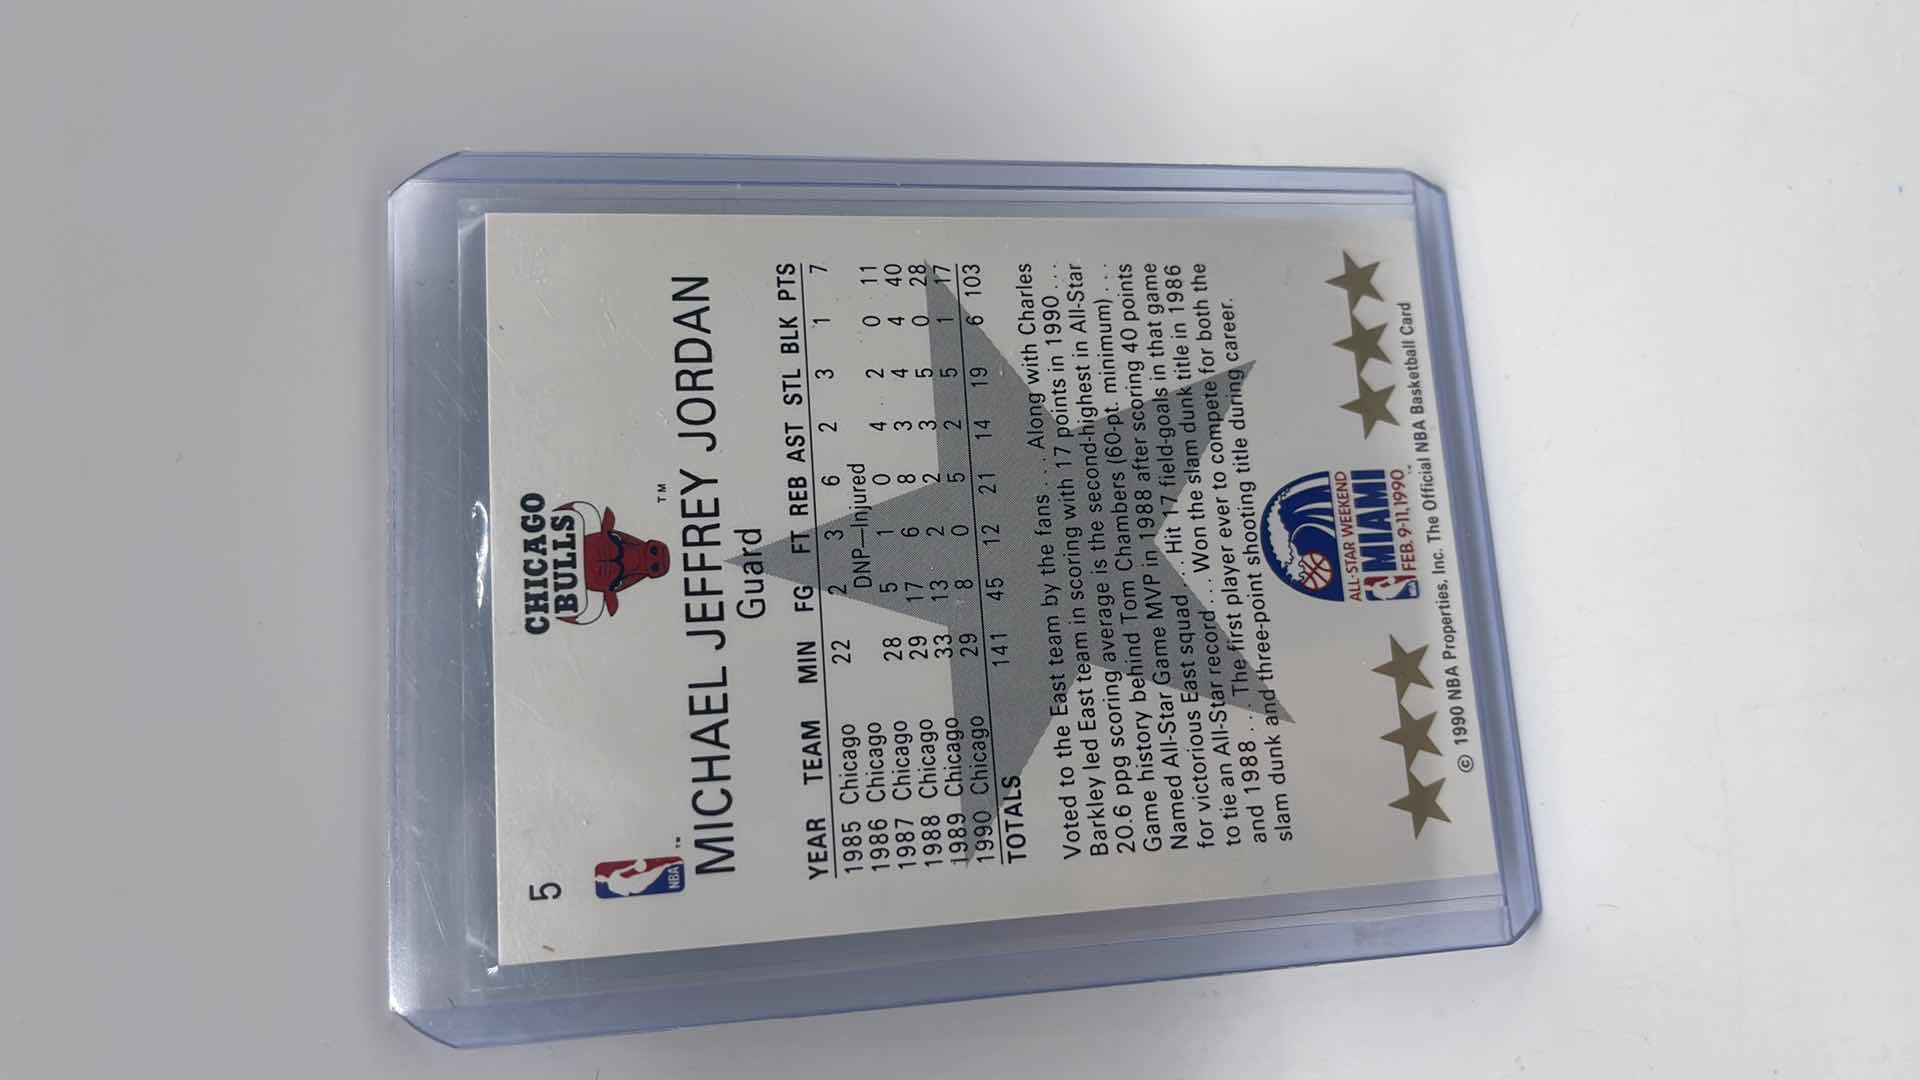 5
CHICAGO
BULLS
TM
NBA
TM
MICHAEL JEFFREY JORDAN
Guard
YEAR TEAM MIN FG FT REB AST STL BLK PTS
1985 Chicago 22 2 3 6 2 3 1 7
1986 Chicago DNP—Injured
1987 Chicago 28 5 1 0 4 2 0 11
1988 Chicago 29 17 6 8 3 4 4 40
1989 Chicago 33 13 2 2 3 5 0 28
1990 Chicago 29 8 0 5 2 5 1 17
TOTALS 141 45 12 21 14 19 6 103
Voted to the East team by the fans . . . Along with Charles
Barkley led East team in scoring with 17 points in 1990 . . .
20.6 ppg scoring average is the second-highest in All-Star
Game history behind Tom Chambers (60-pt. minimum) . . .
Named All-Star Game MVP in 1988 after scoring 40 points
for victorious East squad . . . Hit 17 field-goals in that game
to tie an All-Star record . . . Won the slam dunk title in 1986
and 1988 . . . The first player ever to compete for both the
slam dunk and three-point shooting title during career.
ALL-STAR WEEKEND
MIAMI
FEB. 9-11, 1990
© 1990 NBA Properties, Inc. The Official NBA Basketball Card